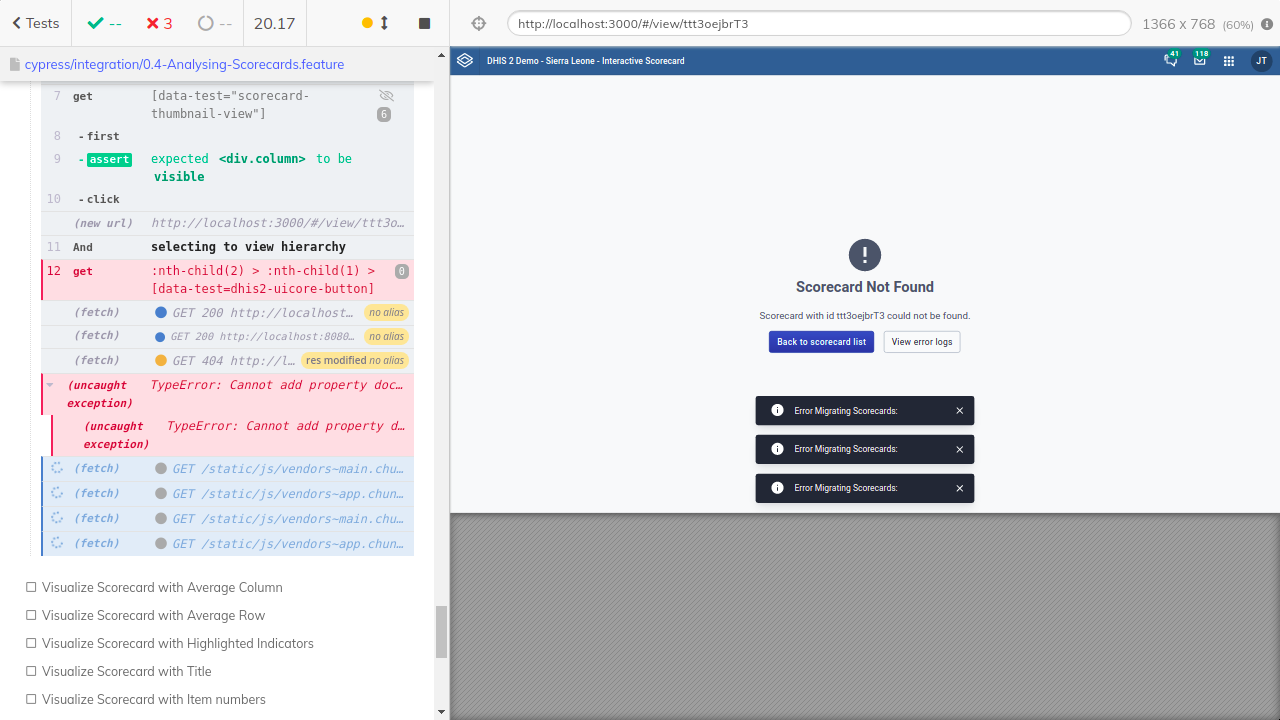 Tests
--
3
--
20.17
http://localhost:3000/#/view/ttt3oejbrT3
1366 x 768 (60%)
cypress/integration/0.4-Analysing-Scorecards.feature
7 get [data-test="scorecard-
thumbnail-view"] 6
8 - first
9 - assert expected <div.column> to be
visible
10 - click
(new url) http://localhost:3000/#/view/ttt3o…
11 And selecting to view hierarchy
12 get :nth-child(2) > :nth-child(1) > 0
[data-test=dhis2-uicore-button]
(fetch) GET 200 http://localhost… no alias
(fetch) GET 200 http://localhost:8080… no alias
(fetch) GET 404 http://l… res modified no alias
(uncaught TypeError: Cannot add property doc…
exception)
(uncaught TypeError: Cannot add property d…
exception)
(fetch) GET /static/js/vendors~main.chu…
(fetch) GET /static/js/vendors~app.chun…
(fetch) GET /static/js/vendors~main.chu…
(fetch) GET /static/js/vendors~app.chun…
Visualize Scorecard with Average Column
Visualize Scorecard with Average Row
Visualize Scorecard with Highlighted Indicators
Visualize Scorecard with Title
Visualize Scorecard with Item numbers
DHIS 2 Demo - Sierra Leone - Interactive Scorecard
41
118
JT
Scorecard Not Found
Scorecard with id ttt3oejbrT3 could not be found.
Back to scorecard list
View error logs
Error Migrating Scorecards:
Error Migrating Scorecards:
Error Migrating Scorecards: